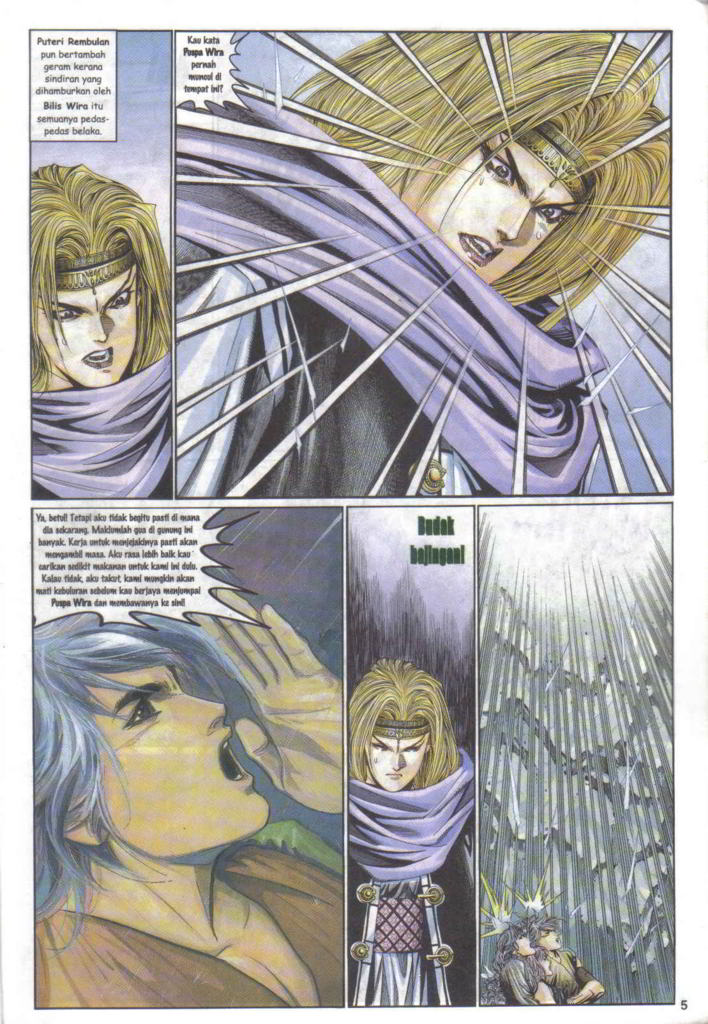 Puteri Rembulan
pun bertambah
geram kerana
sindiran yang
dihamburkan oleh
Bilis Wira itu
semuanya pedas-
pedas belaka.
Kau kata
Puspa Wira
pernah
muncul di
tempat ini?
Ya, betul! Tetapi aku tidak begitu pasti di mana
dia sekarang. Maklumlah gua di gunung ini
banyak. Kerja untuk menjejakinya pasti akan
mengambil masa. Aku rasa lebih baik kau
carikan sedikit makanan untuk kami ini dulu.
Kalau tidak, aku takut kami mungkin akan
mati kebuluran sebelum kau berjaya menjumpai
Puspa Wira dan membawanya ke sini!
Budak
bajingan!
5